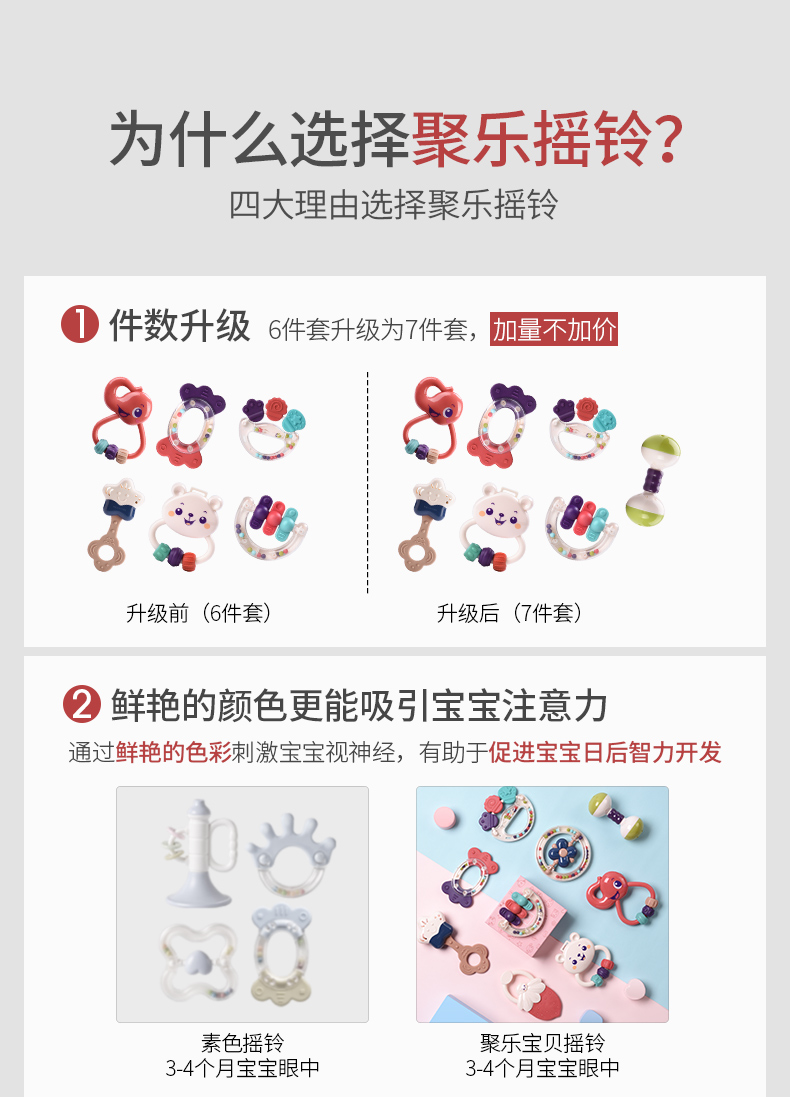 为什么选择聚乐摇铃？
四大理由选择聚乐摇铃
1 件数升级 6件套升级为7件套，加量不加价
升级前（6件套）
升级后（7件套）
2 鲜艳的颜色更能吸引宝宝注意力
通过鲜艳的色彩刺激宝宝视神经，有助于促进宝宝日后智力开发
素色摇铃
3-4个月宝宝眼中
聚乐宝贝摇铃
3-4个月宝宝眼中